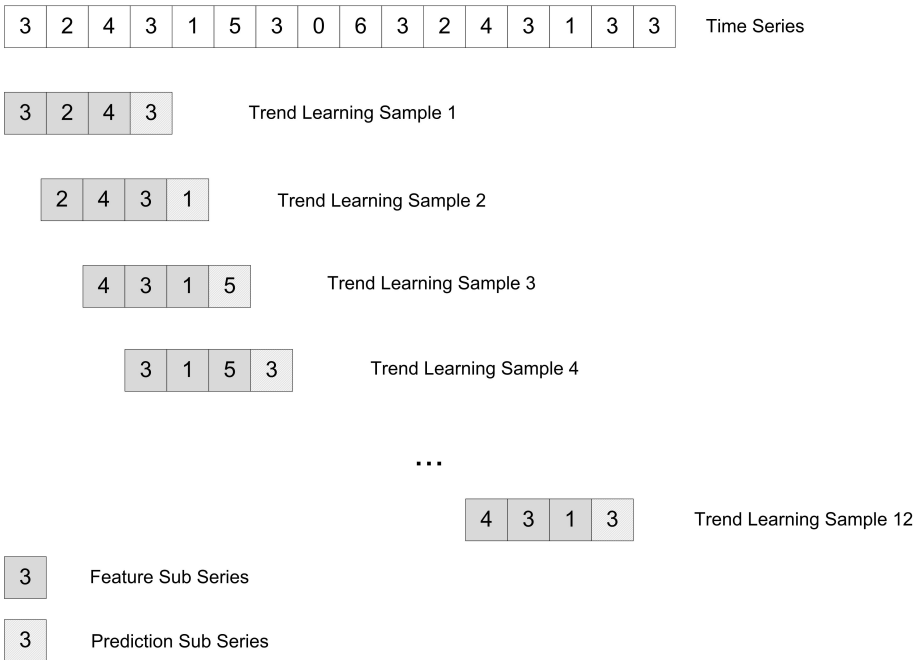 3 2 4 3 1 5 3 0 6 3 2 4 3 1 3 3 Time Series
3 2 4 3 Trend Learning Sample 1
2 4 3 1 Trend Learning Sample 2
4 3 1 5 Trend Learning Sample 3
3 1 5 3 Trend Learning Sample 4
...
4 3 1 3 Trend Learning Sample 12
3 Feature Sub Series
3 Prediction Sub Series